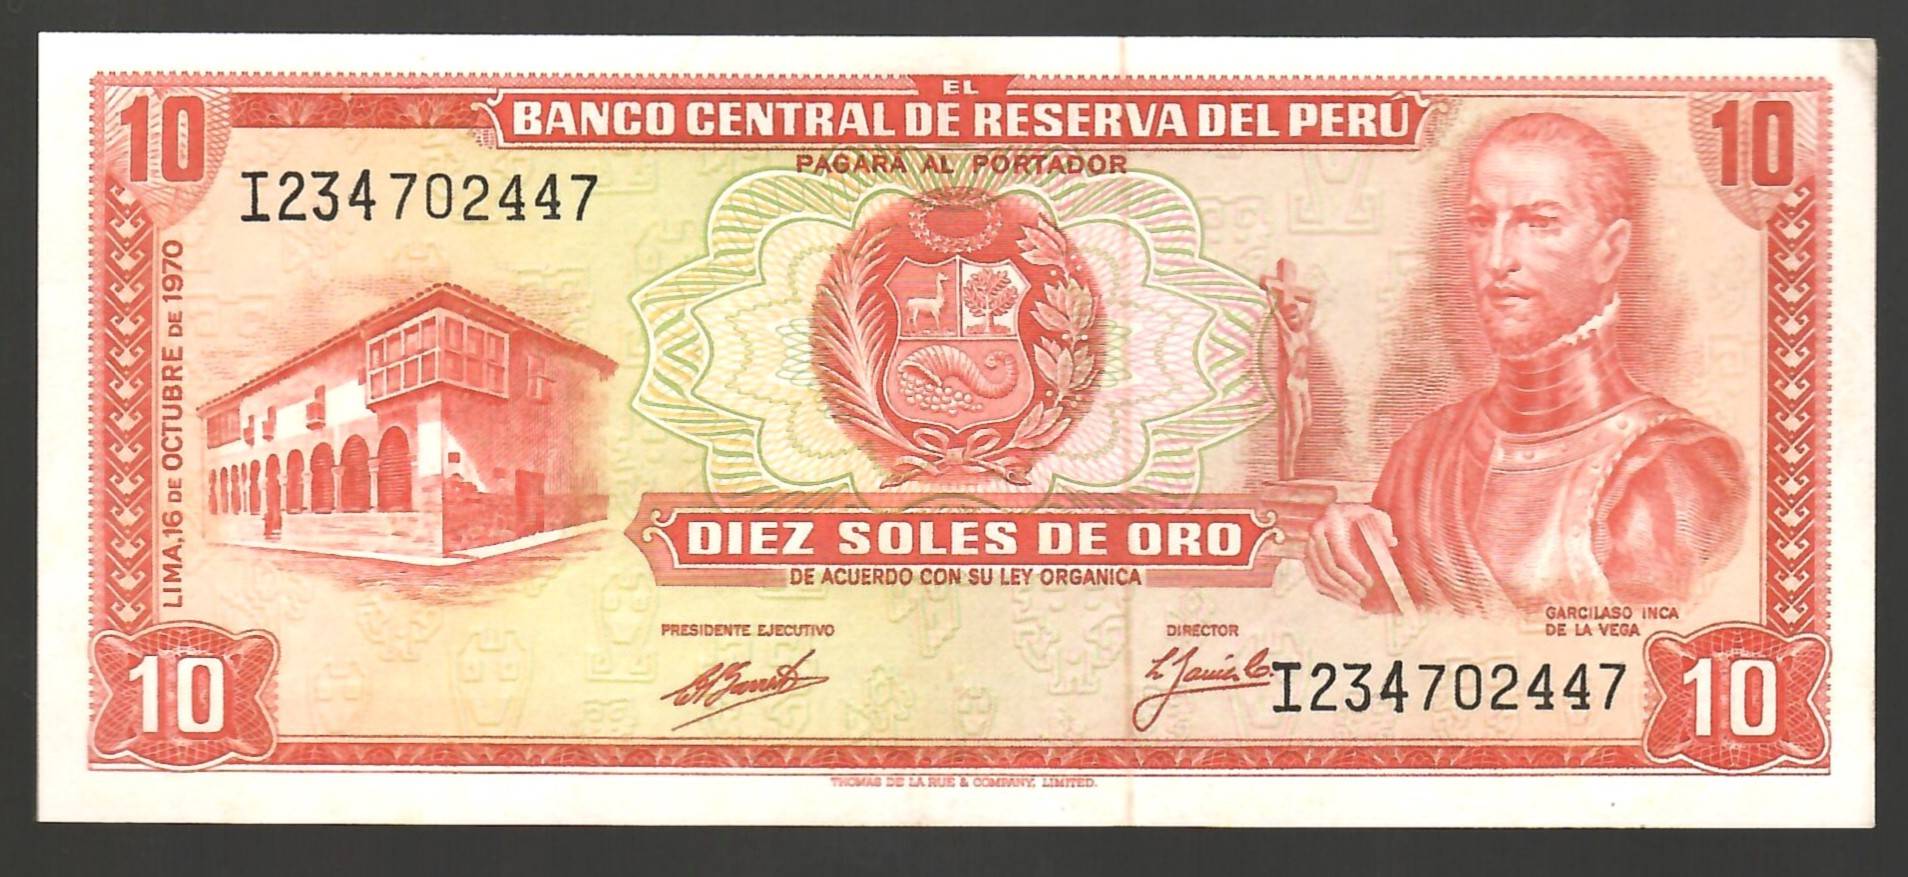 EL
BANCO CENTRAL DE RESERVA DEL PERÚ
10
10
PAGARA AL PORTADOR
I234702447
LIMA, 16 DE OCTUBRE DE 1970
DIEZ SOLES DE ORO
DE ACUERDO CON SU LEY ORGANICA
GARCILASO INCA
DE LA VEGA
PRESIDENTE EJECUTIVO
DIRECTOR
I234702447
10
10
THOMAS DE LA RUE & COMPANY, LIMITED.